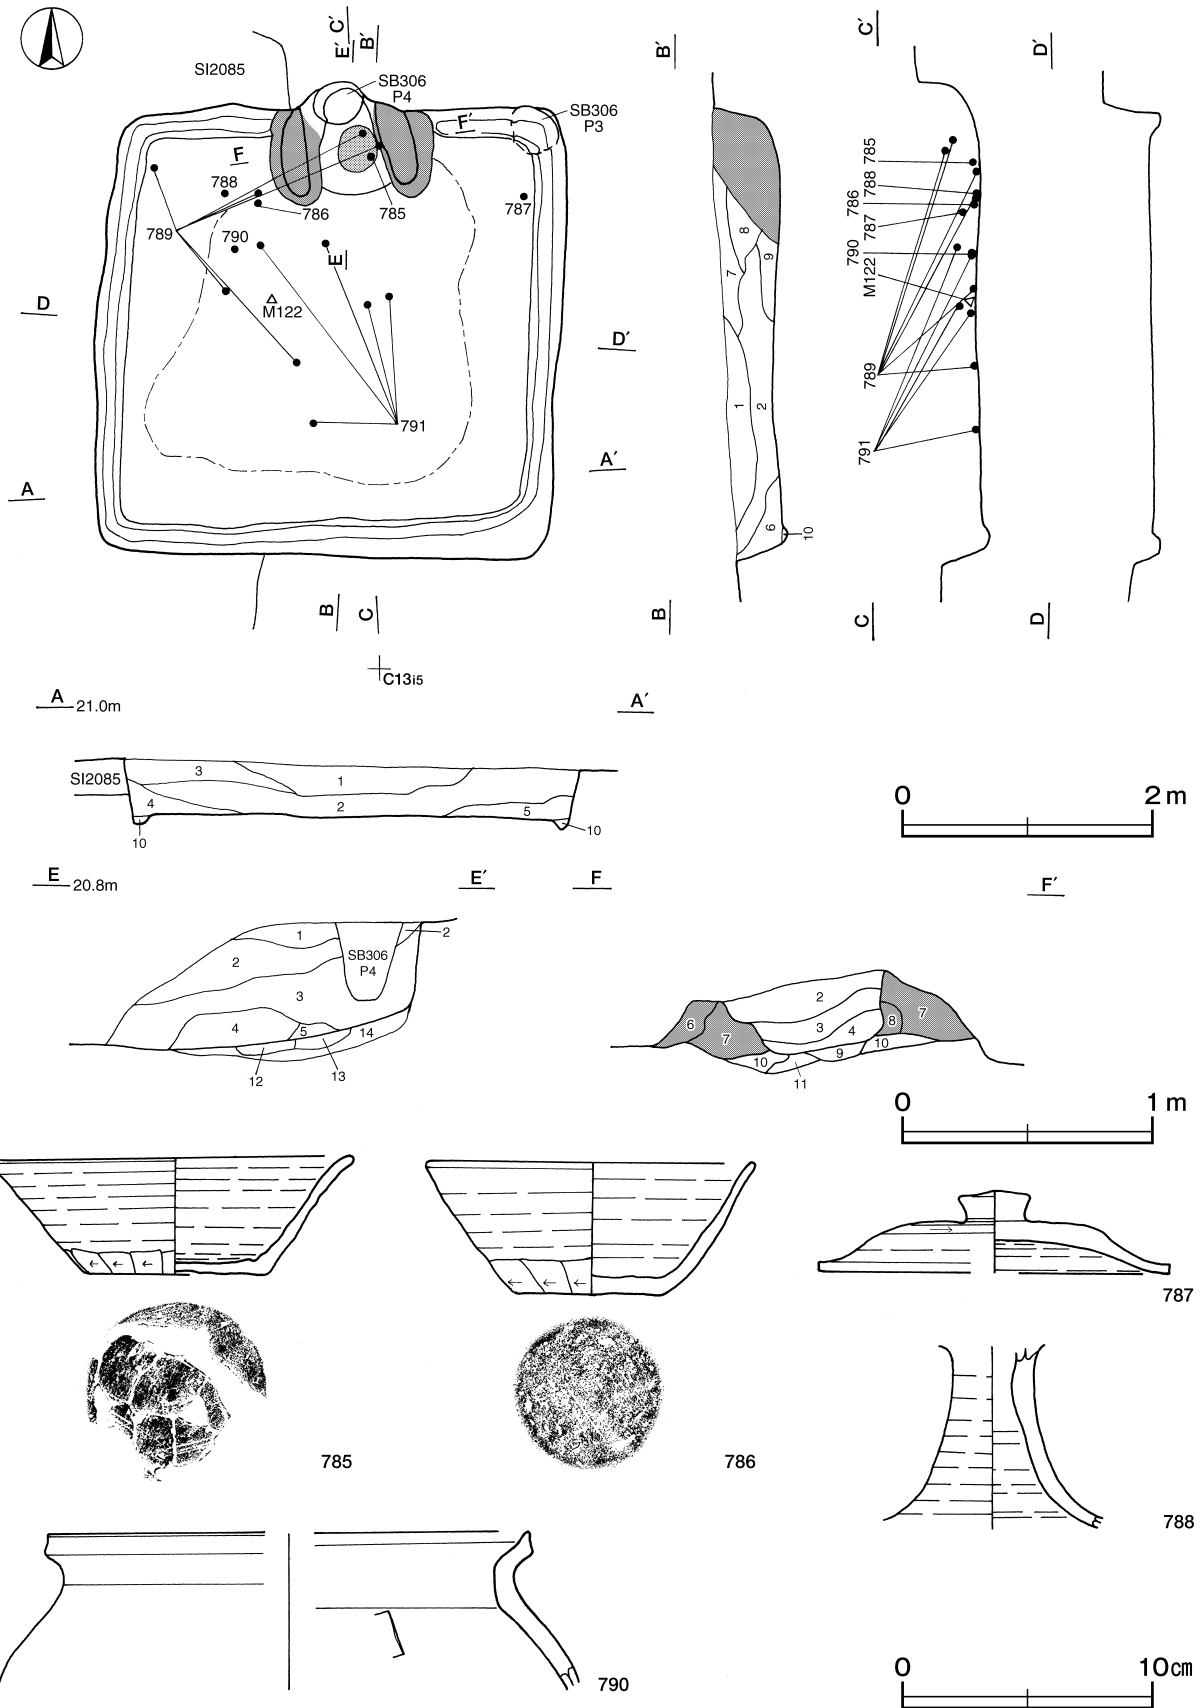 C′
E′
B′
SI2085
SB306
P4
SB306
P3
F′
F
788
786
785
787
789
790
E
M122
D
D′
791
A′
A
B
C
C13i5
B′
8
9
7
1
2
6
10
B
C′
785
788
786
787
790
M122
789
791
C
D′
D
A 21.0m
A′
SI2085
3
1
4
2
5
10
10
0 2m
E 20.8m
E′
F
F′
1
2
SB306
P4
2
3
4
5
14
12
13
2
6
7
3
4
8
7
10
9
10
11
0 1m
785
786
787
788
790
0 10cm